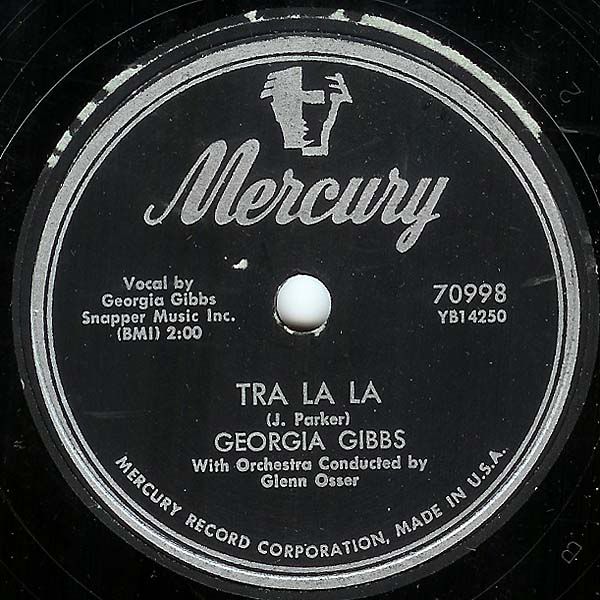 Mercury
Vocal by
Georgia Gibbs
Snapper Music Inc.
(BMI) 2:00
70998
YB14250
TRA LA LA
(J. Parker)
GEORGIA GIBBS
With Orchestra Conducted by
Glenn Osser
MERCURY RECORD CORPORATION, MADE IN U.S.A.